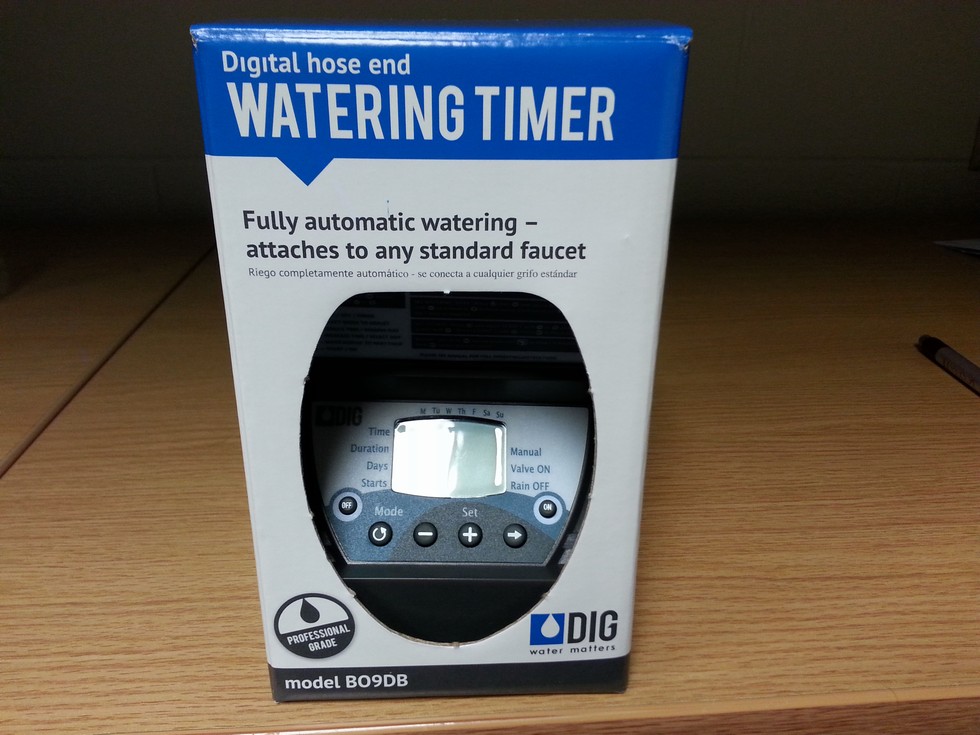 Digital hose end
WATERING TIMER
Fully automatic watering –
attaches to any standard faucet
Riego completamente automático - se conecta a cualquier grifo estándar
DIG
M Tu W Th F Sa Su
Time
Duration
Days
Starts
Manual
Valve ON
Rain OFF
OFF
Mode
Set
ON
PROFESSIONAL
GRADE
DIG
water matters
model BO9DB